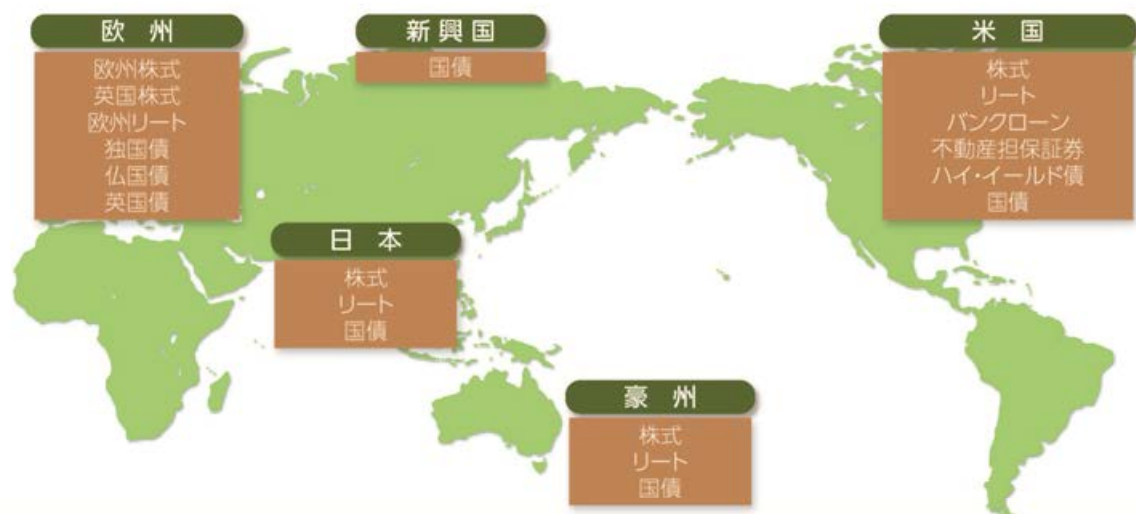 欧州
欧州株式
英国株式
欧州リート
独国債
仏国債
英国債
新興国
国債
米国
株式
リート
バンクローン
不動産担保証券
ハイ・イールド債
国債
日本
株式
リート
国債
豪州
株式
リート
国債